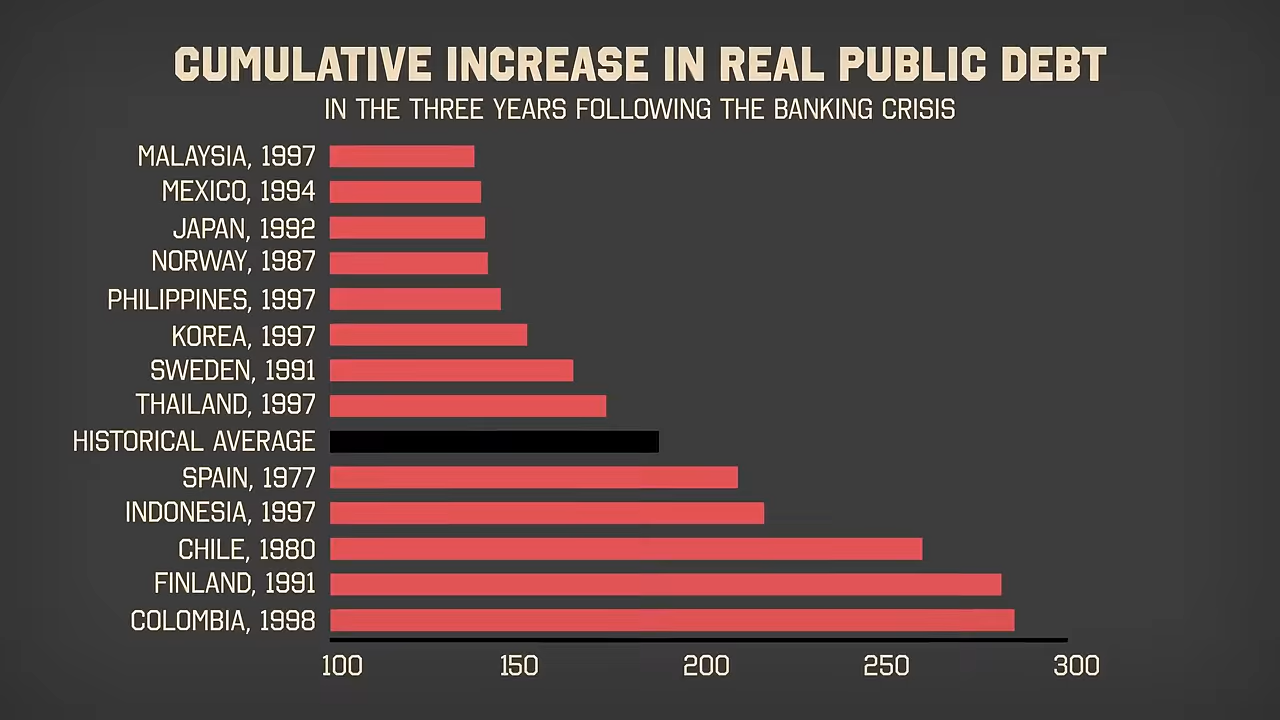 CUMULATIVE INCREASE IN REAL PUBLIC DEBT
IN THE THREE YEARS FOLLOWING THE BANKING CRISIS
MALAYSIA, 1997
MEXICO, 1994
JAPAN, 1992
NORWAY, 1987
PHILIPPINES, 1997
KOREA, 1997
SWEDEN, 1991
THAILAND, 1997
HISTORICAL AVERAGE
SPAIN, 1977
INDONESIA, 1997
CHILE, 1980
FINLAND, 1991
COLOMBIA, 1998
100 150 200 250 300